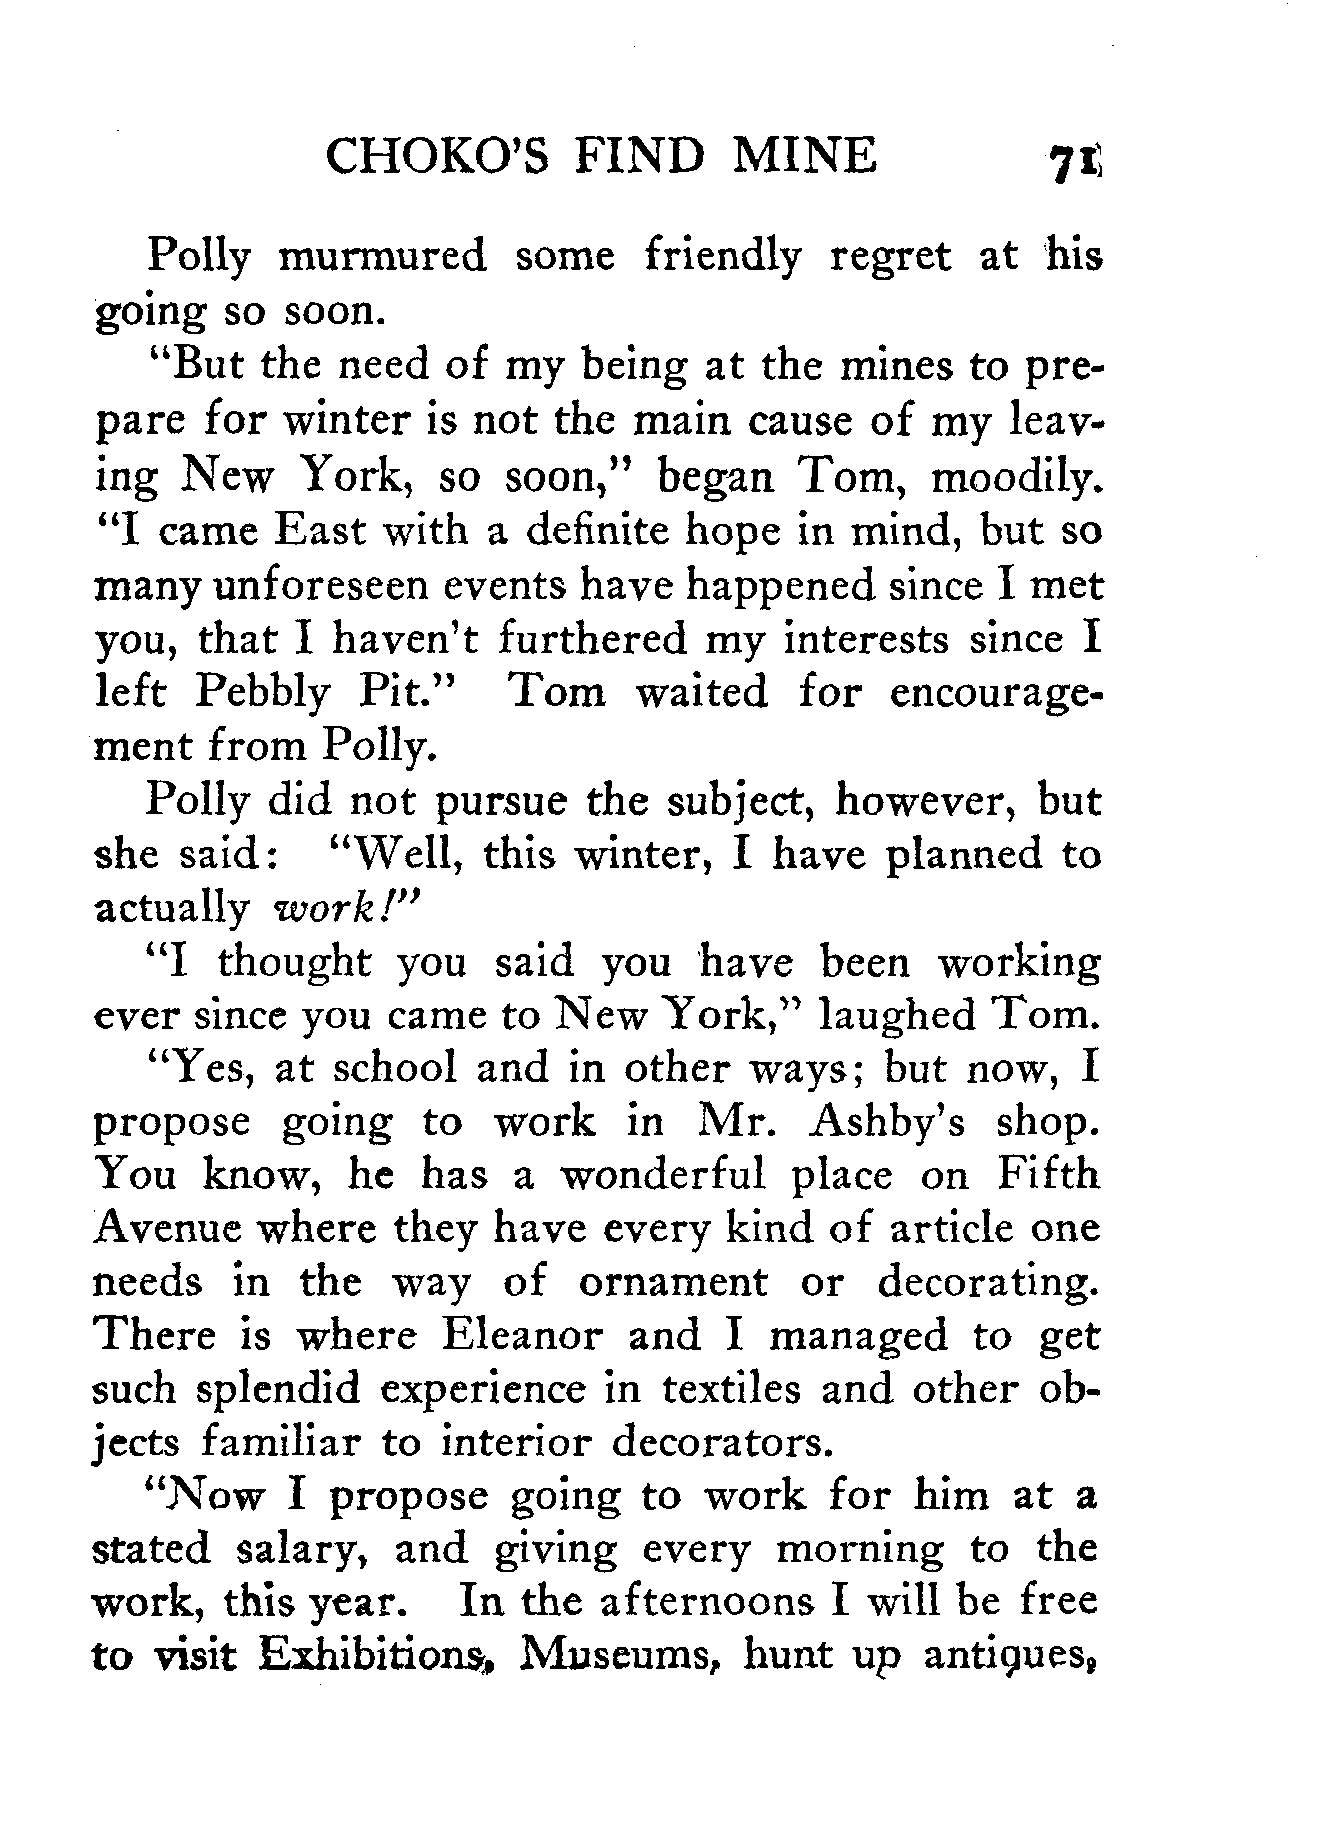 CHOKO'S FIND MINE 71
Polly murmured some friendly regret at his
going so soon.
"But the need of my being at the mines to pre-
pare for winter is not the main cause of my leav-
ing New York, so soon," began Tom, moodily.
"I came East with a definite hope in mind, but so
many unforeseen events have happened since I met
you, that I haven't furthered my interests since I
left Pebbly Pit." Tom waited for encourage-
ment from Polly.
Polly did not pursue the subject, however, but
she said: "Well, this winter, I have planned to
actually work!"
"I thought you said you have been working
ever since you came to New York," laughed Tom.
"Yes, at school and in other ways; but now, I
propose going to work in Mr. Ashby's shop.
You know, he has a wonderful place on Fifth
Avenue where they have every kind of article one
needs in the way of ornament or decorating.
There is where Eleanor and I managed to get
such splendid experience in textiles and other ob-
jects familiar to interior decorators.
"Now I propose going to work for him at a
stated salary, and giving every morning to the
work, this year. In the afternoons I will be free
to visit Exhibitions, Museums, hunt up antiques,